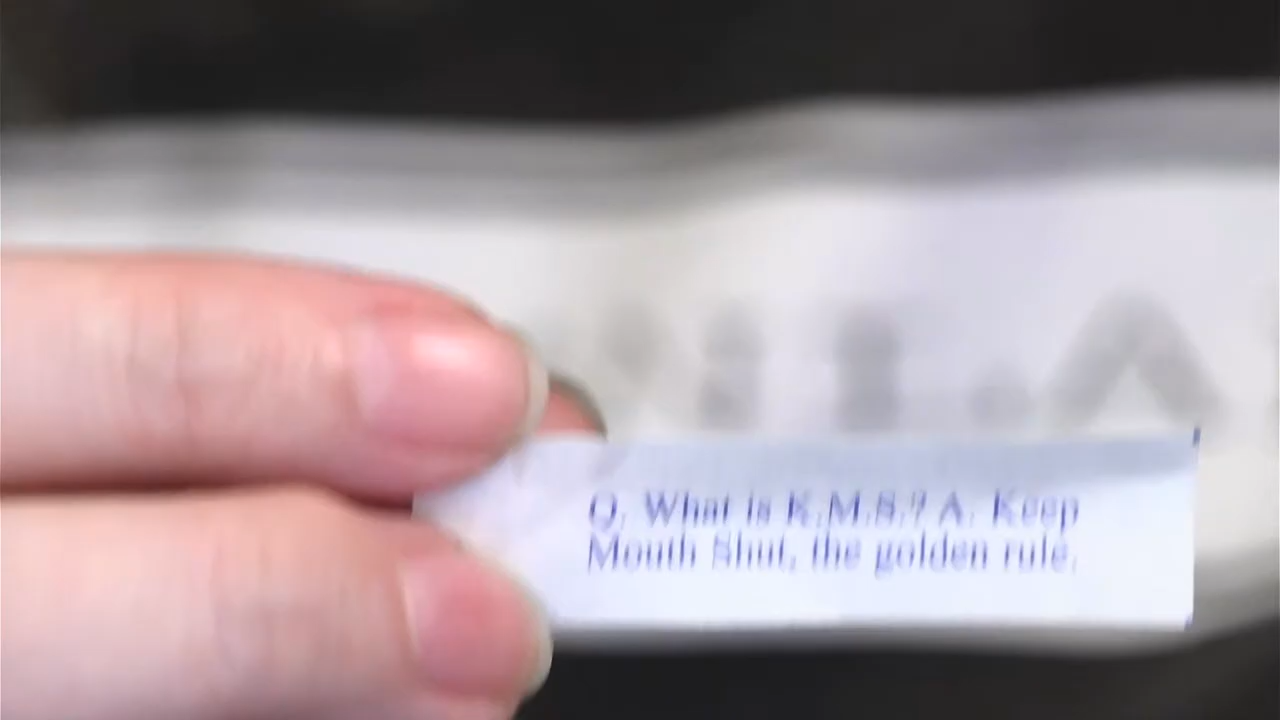 Q. What is K.M.S.? A. Keep
Mouth Shut, the golden rule.